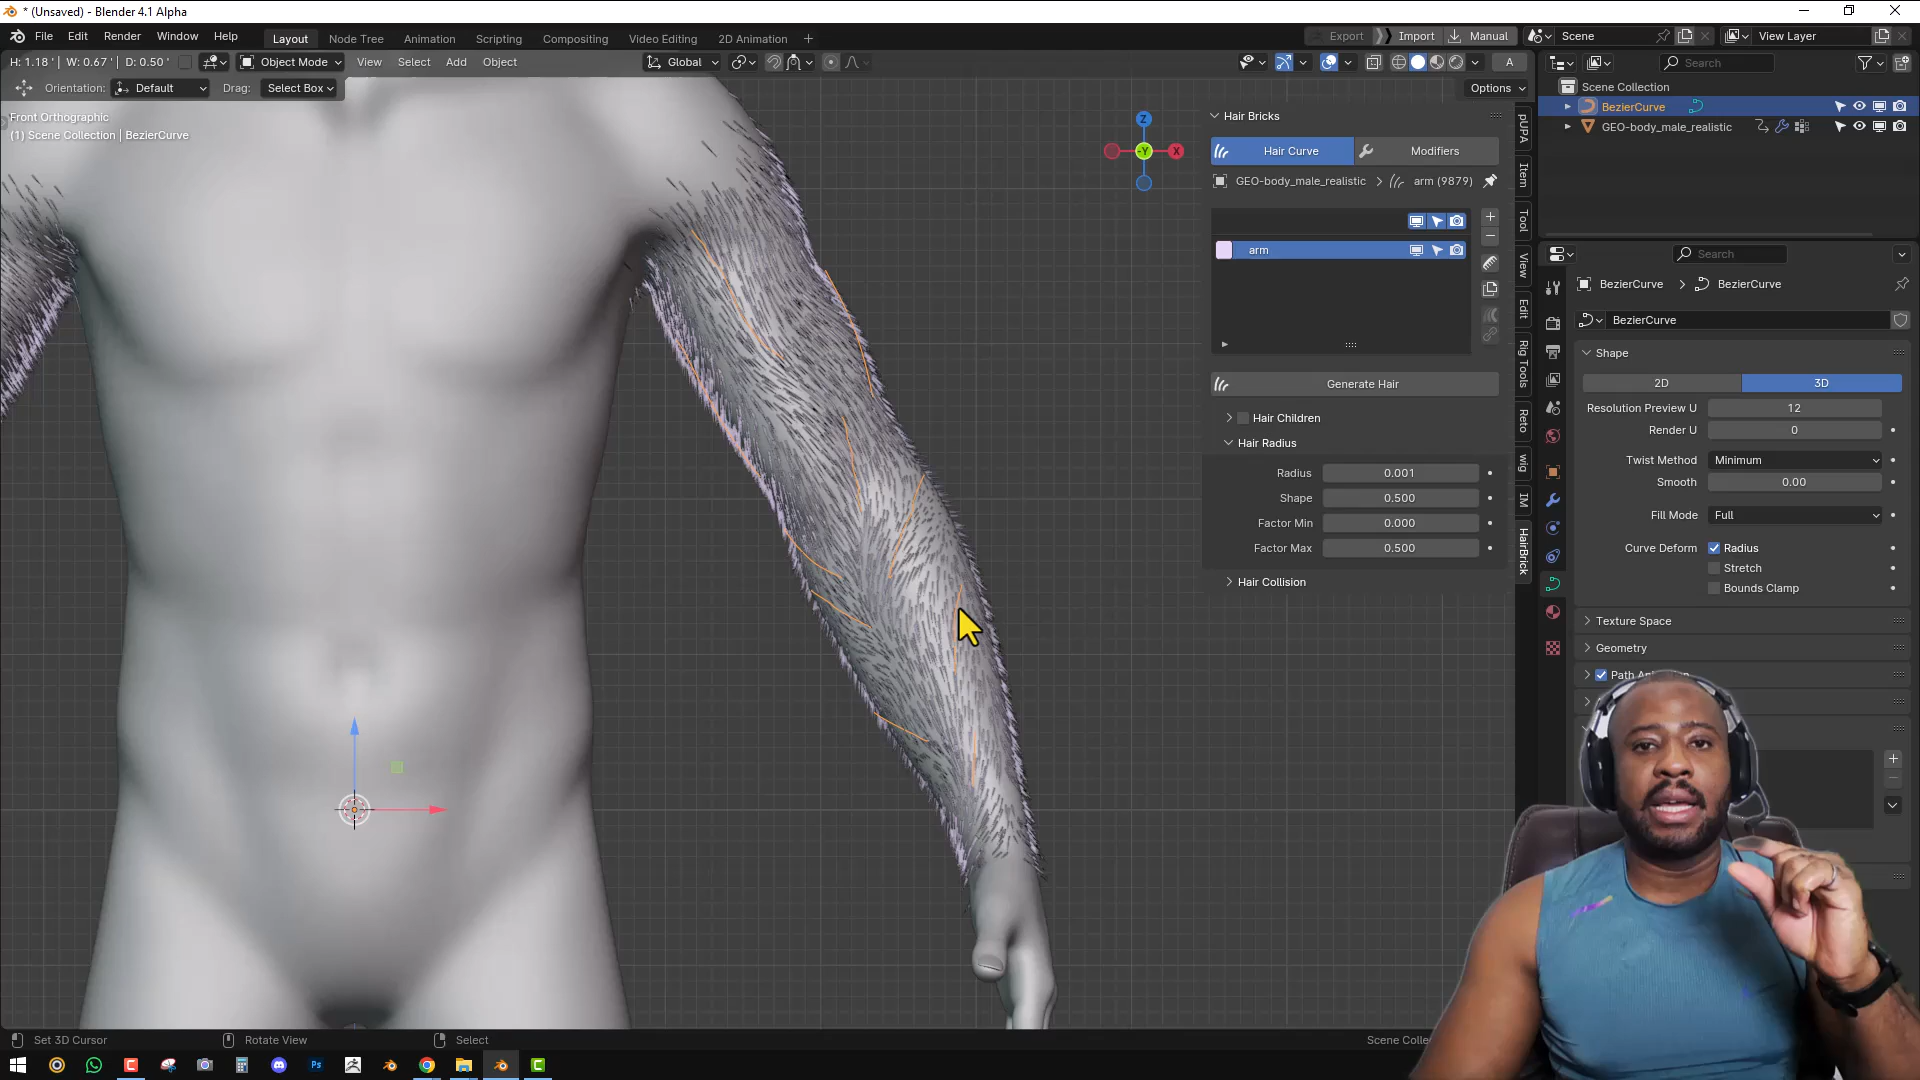 * (Unsaved) - Blender 4.1 Alpha
File Edit Render Window Help
Layout Node Tree Animation Scripting Compositing Video Editing 2D Animation +
Export Import Manual Scene View Layer
H: 1.18' | W: 0.67' | D: 0.50' Object Mode View Select Add Object Global A
Orientation: Default Drag: Select Box Options
Front Orthographic
(1) Scene Collection | BezierCurve
Z
-Y
X
Hair Bricks
Hair Curve Modifiers
GEO-body_male_realistic > arm (9879)
arm
Generate Hair
Hair Children
Hair Radius
Radius 0.001
Shape 0.500
Factor Min 0.000
Factor Max 0.500
Hair Collision
pUPA
Item
Tool
View
Edit
Rig Tools
Reto
wig
IM
HairBrick
Search
Scene Collection
BezierCurve
GEO-body_male_realistic
Search
BezierCurve > BezierCurve
BezierCurve
Shape
2D 3D
Resolution Preview U 12
Render U 0
Twist Method Minimum
Smooth 0.00
Fill Mode Full
Curve Deform Radius
Stretch
Bounds Clamp
Texture Space
Geometry
Path
Set 3D Cursor Rotate View Select
Ps